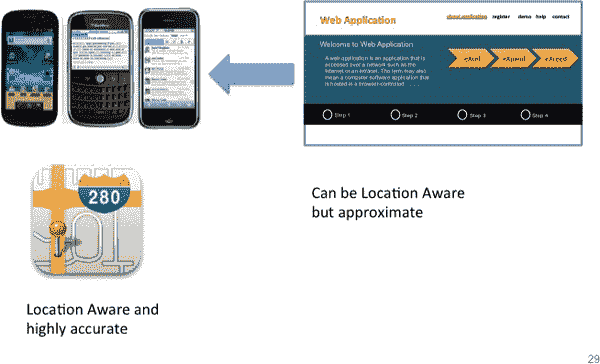 Web Application
about application register demo help contact
Welcome to Web Application
A web application is an application that is
accessed over a network such as the
Internet or an intranet. The term may also
mean a computer software application that
is hosted in a browser-controlled
Step 1 Step 2 Step 3 Step 4
280
Can be Location Aware
but approximate
Location Aware and
highly accurate
29